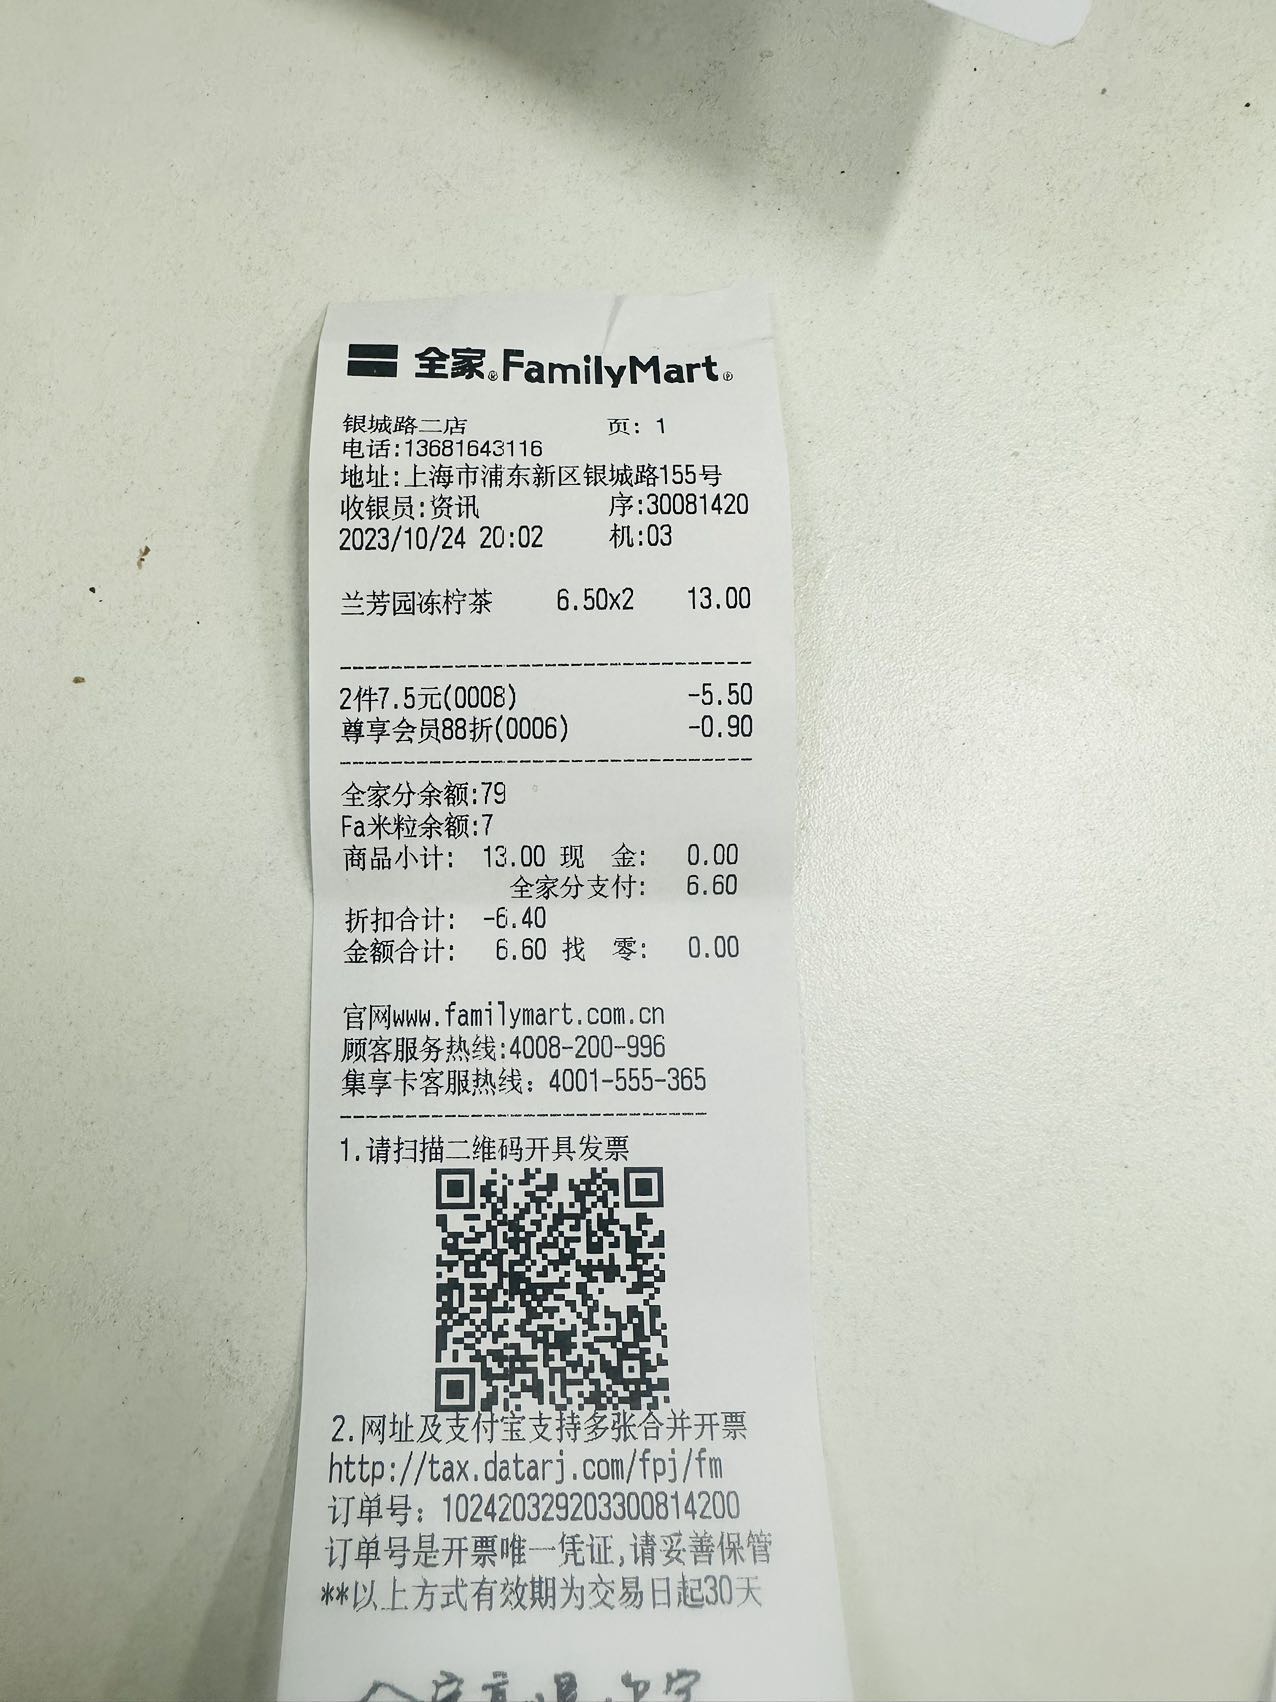 全家®FamilyMart®
银城路二店 页: 1
电话:13681643116
地址:上海市浦东新区银城路155号
收银员:资讯 序:30081420
2023/10/24 20:02 机:03
兰芳园冻柠茶 6.50x2 13.00
--------------------------------
2件7.5元(0008) -5.50
尊享会员88折(0006) -0.90
--------------------------------
全家分余额:79
Fa米粒余额:7
商品小计: 13.00 现 金: 0.00
全家分支付: 6.60
折扣合计: -6.40
金额合计: 6.60 找 零: 0.00
官网www.familymart.com.cn
顾客服务热线:4008-200-996
集享卡客服热线: 4001-555-365
-----------------------------
1.请扫描二维码开具发票
2.网址及支付宝支持多张合并开票
http://tax.datarj.com/fpj/fm
订单号: 102420329203300814200
订单号是开票唯一凭证,请妥善保管
**以上方式有效期为交易日起30天